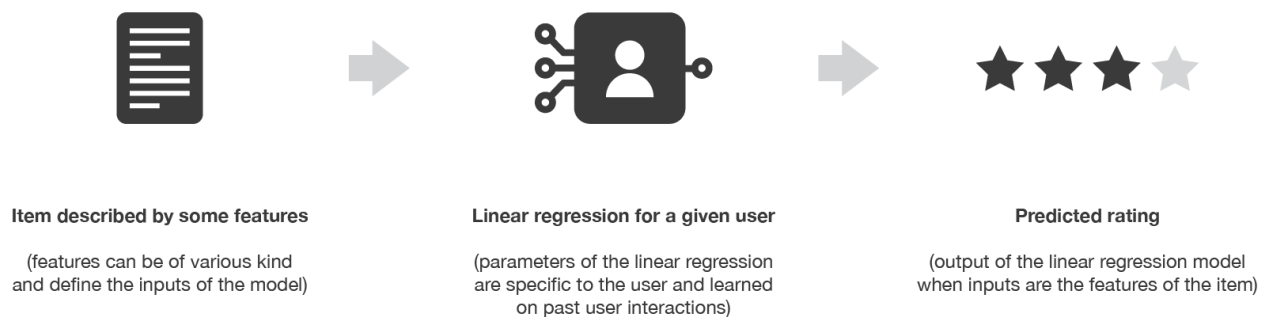 Item described by some features
(features can be of various kind
and define the inputs of the model)
Linear regression for a given user
(parameters of the linear regression
are specific to the user and learned
on past user interactions)
Predicted rating
(output of the linear regression model
when inputs are the features of the item)